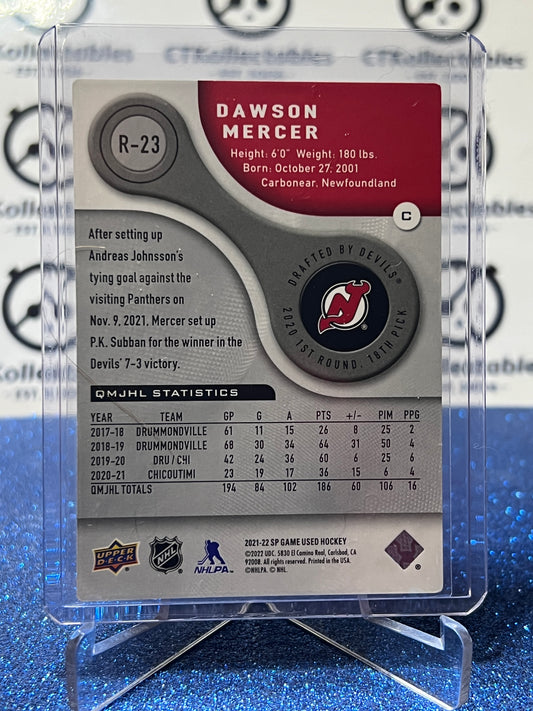 CTKollectables
R-23
DAWSON
MERCER
Height: 6'0" Weight: 180 lbs.
Born: October 27, 2001
Carbonear, Newfoundland
C
After setting up
Andreas Johnsson's
tying goal against the
visiting Panthers on
Nov. 9, 2021, Mercer set up
P.K. Subban for the winner in the
Devils' 7-3 victory.
DRAFTED BY DEVILS®
2020 1ST ROUND, 18TH PICK
QMJHL STATISTICS
YEAR TEAM GP G A PTS +/- PIM PPG
2017-18 DRUMMONDVILLE 61 11 15 26 8 25 2
2018-19 DRUMMONDVILLE 68 30 34 64 31 50 4
2019-20 DRU / CHI 42 24 36 60 6 25 6
2020-21 CHICOUTIMI 23 19 17 36 15 6 4
QMJHL TOTALS 194 84 102 186 60 106 16
UPPER DECK
NHL
NHLPA
2021-22 SP GAME USED HOCKEY
©2022 UDC, 5830 El Camino Real, Carlsbad, CA
92008. All rights reserved. Printed in the USA.
©NHLPA. © NHL.